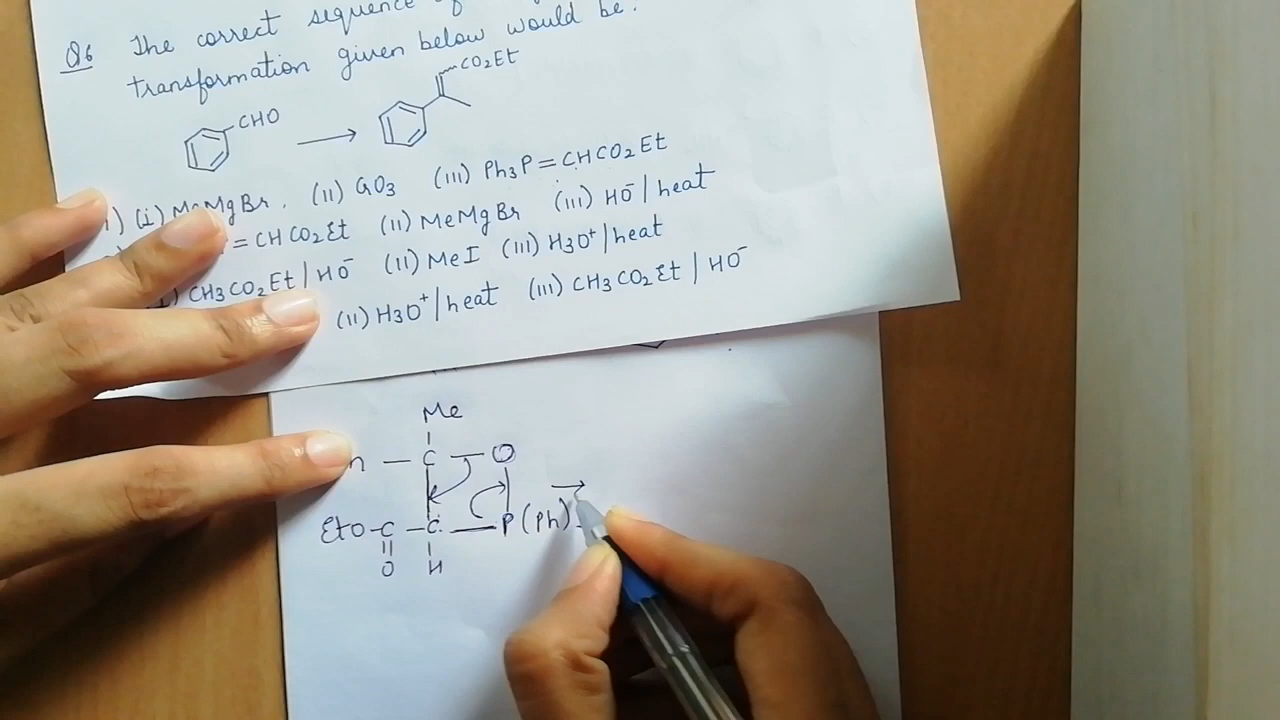 Q6 The correct sequence of
transformation given below would be:
CO2Et
CHO
1) (i) MeMgBr. (ii) CrO3 (iii) Ph3P=CHCO2Et
=CHCO2Et (ii) MeMgBr (iii) HO⁻/heat
) CH3CO2Et/HO⁻ (ii) MeI (iii) H3O⁺/heat
(ii) H3O⁺/heat (iii) CH3CO2Et/HO⁻
Me
– C – O
EtO–C –C — P(Ph)
O H